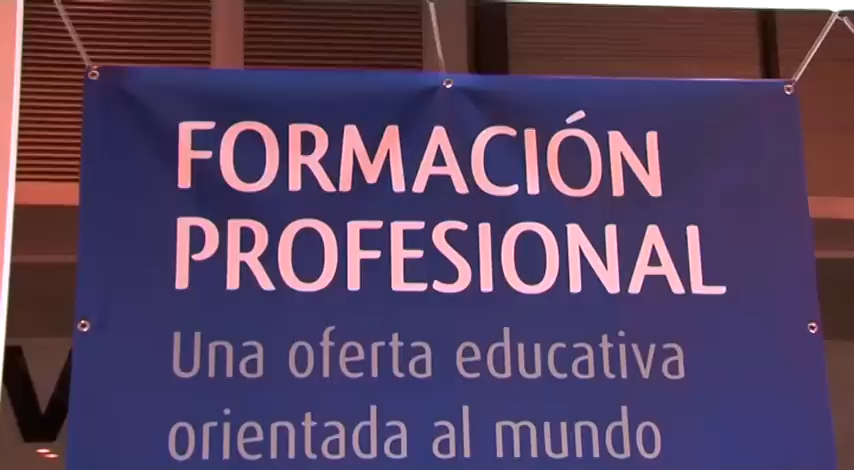 FORMACIÓN
PROFESIONAL
Una oferta educativa
orientada al mundo